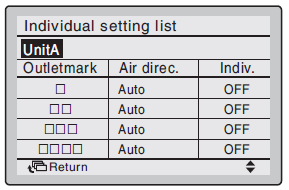 Individual setting list
UnitA
Outletmark Air direc. Indiv.
□ Auto OFF
□□ Auto OFF
□□□ Auto OFF
□□□□ Auto OFF
Return